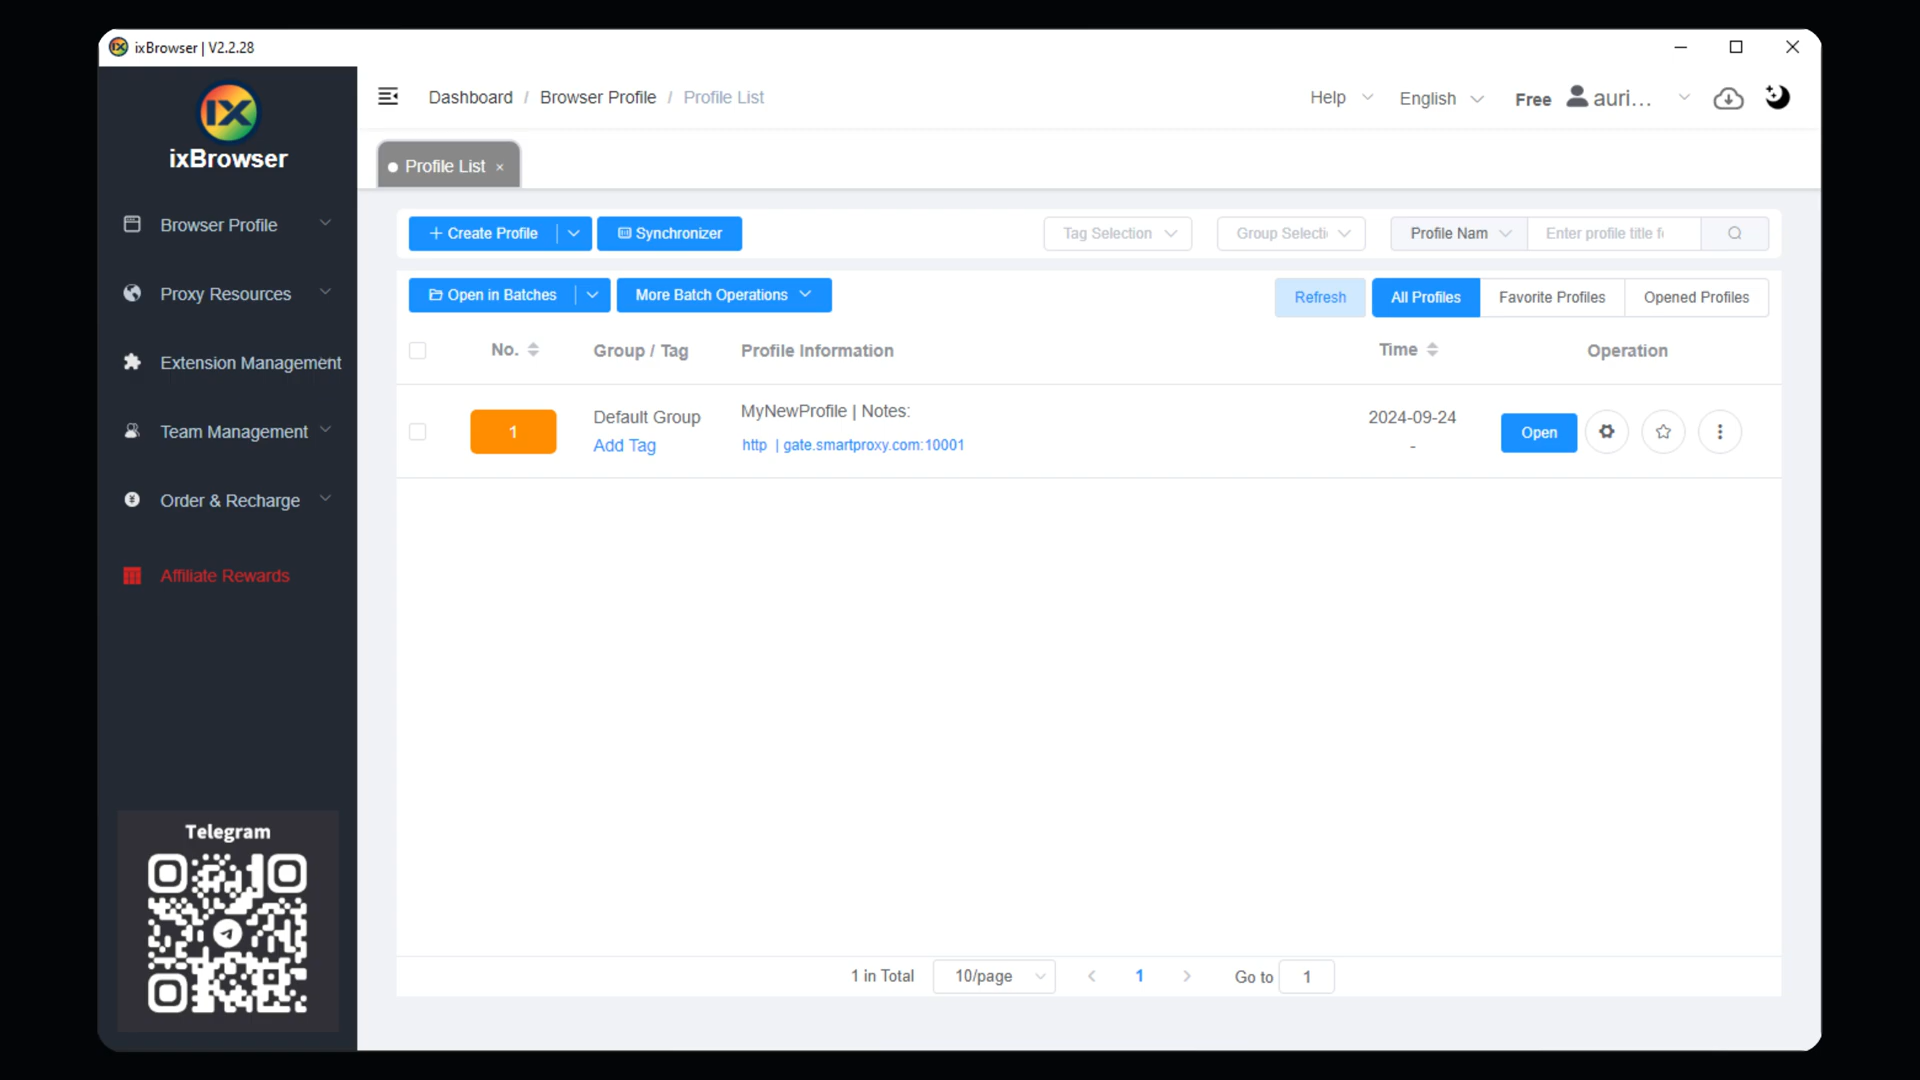 ixBrowser | V2.2.28
IX
ixBrowser
Browser Profile
Proxy Resources
Extension Management
Team Management
Order & Recharge
Affiliate Rewards
Telegram
Dashboard / Browser Profile / Profile List
Help English Free auri...
Profile List ×
+ Create Profile Synchronizer Tag Selection Group Selecti Profile Nam Enter profile title f
Open in Batches More Batch Operations Refresh All Profiles Favorite Profiles Opened Profiles
No. Group / Tag Profile Information Time Operation
1 Default Group MyNewProfile | Notes: 2024-09-24 Open
Add Tag http | gate.smartproxy.com:10001 -
1 in Total 10/page < 1 > Go to 1